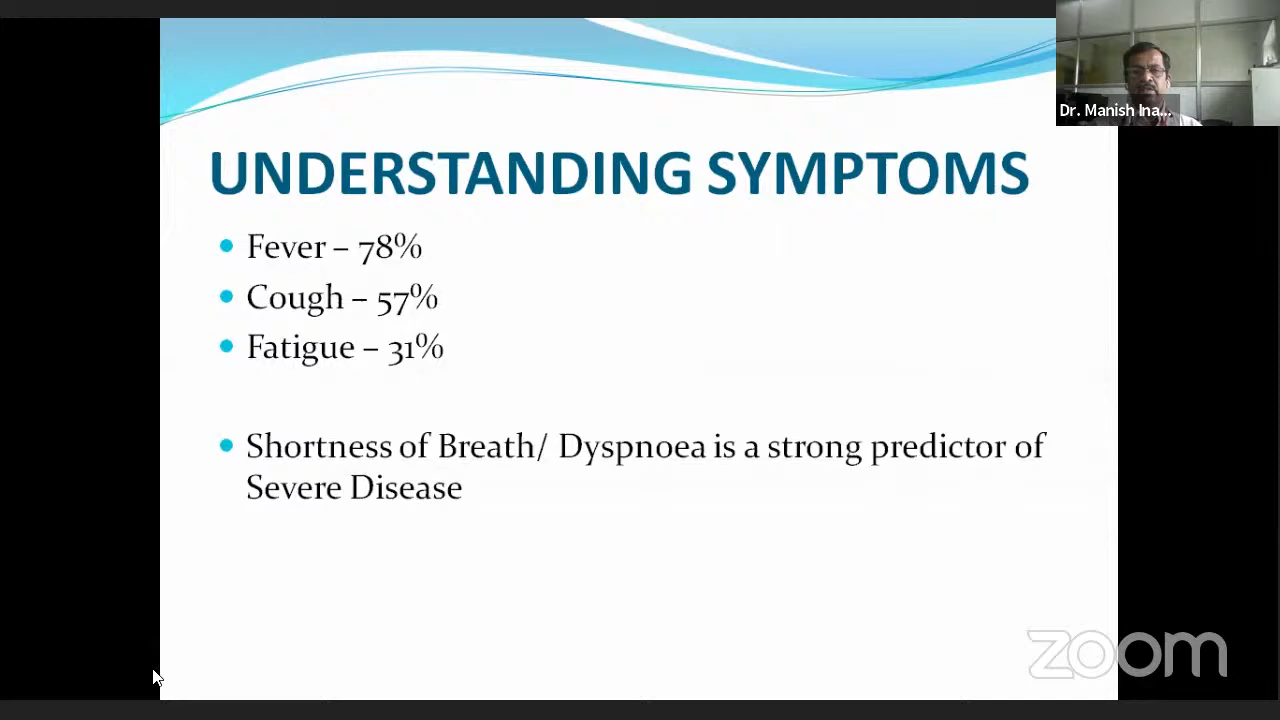 Dr. Manish Ina...
UNDERSTANDING SYMPTOMS
Fever – 78%
Cough – 57%
Fatigue – 31%
Shortness of Breath/ Dyspnoea is a strong predictor of
Severe Disease
zoom